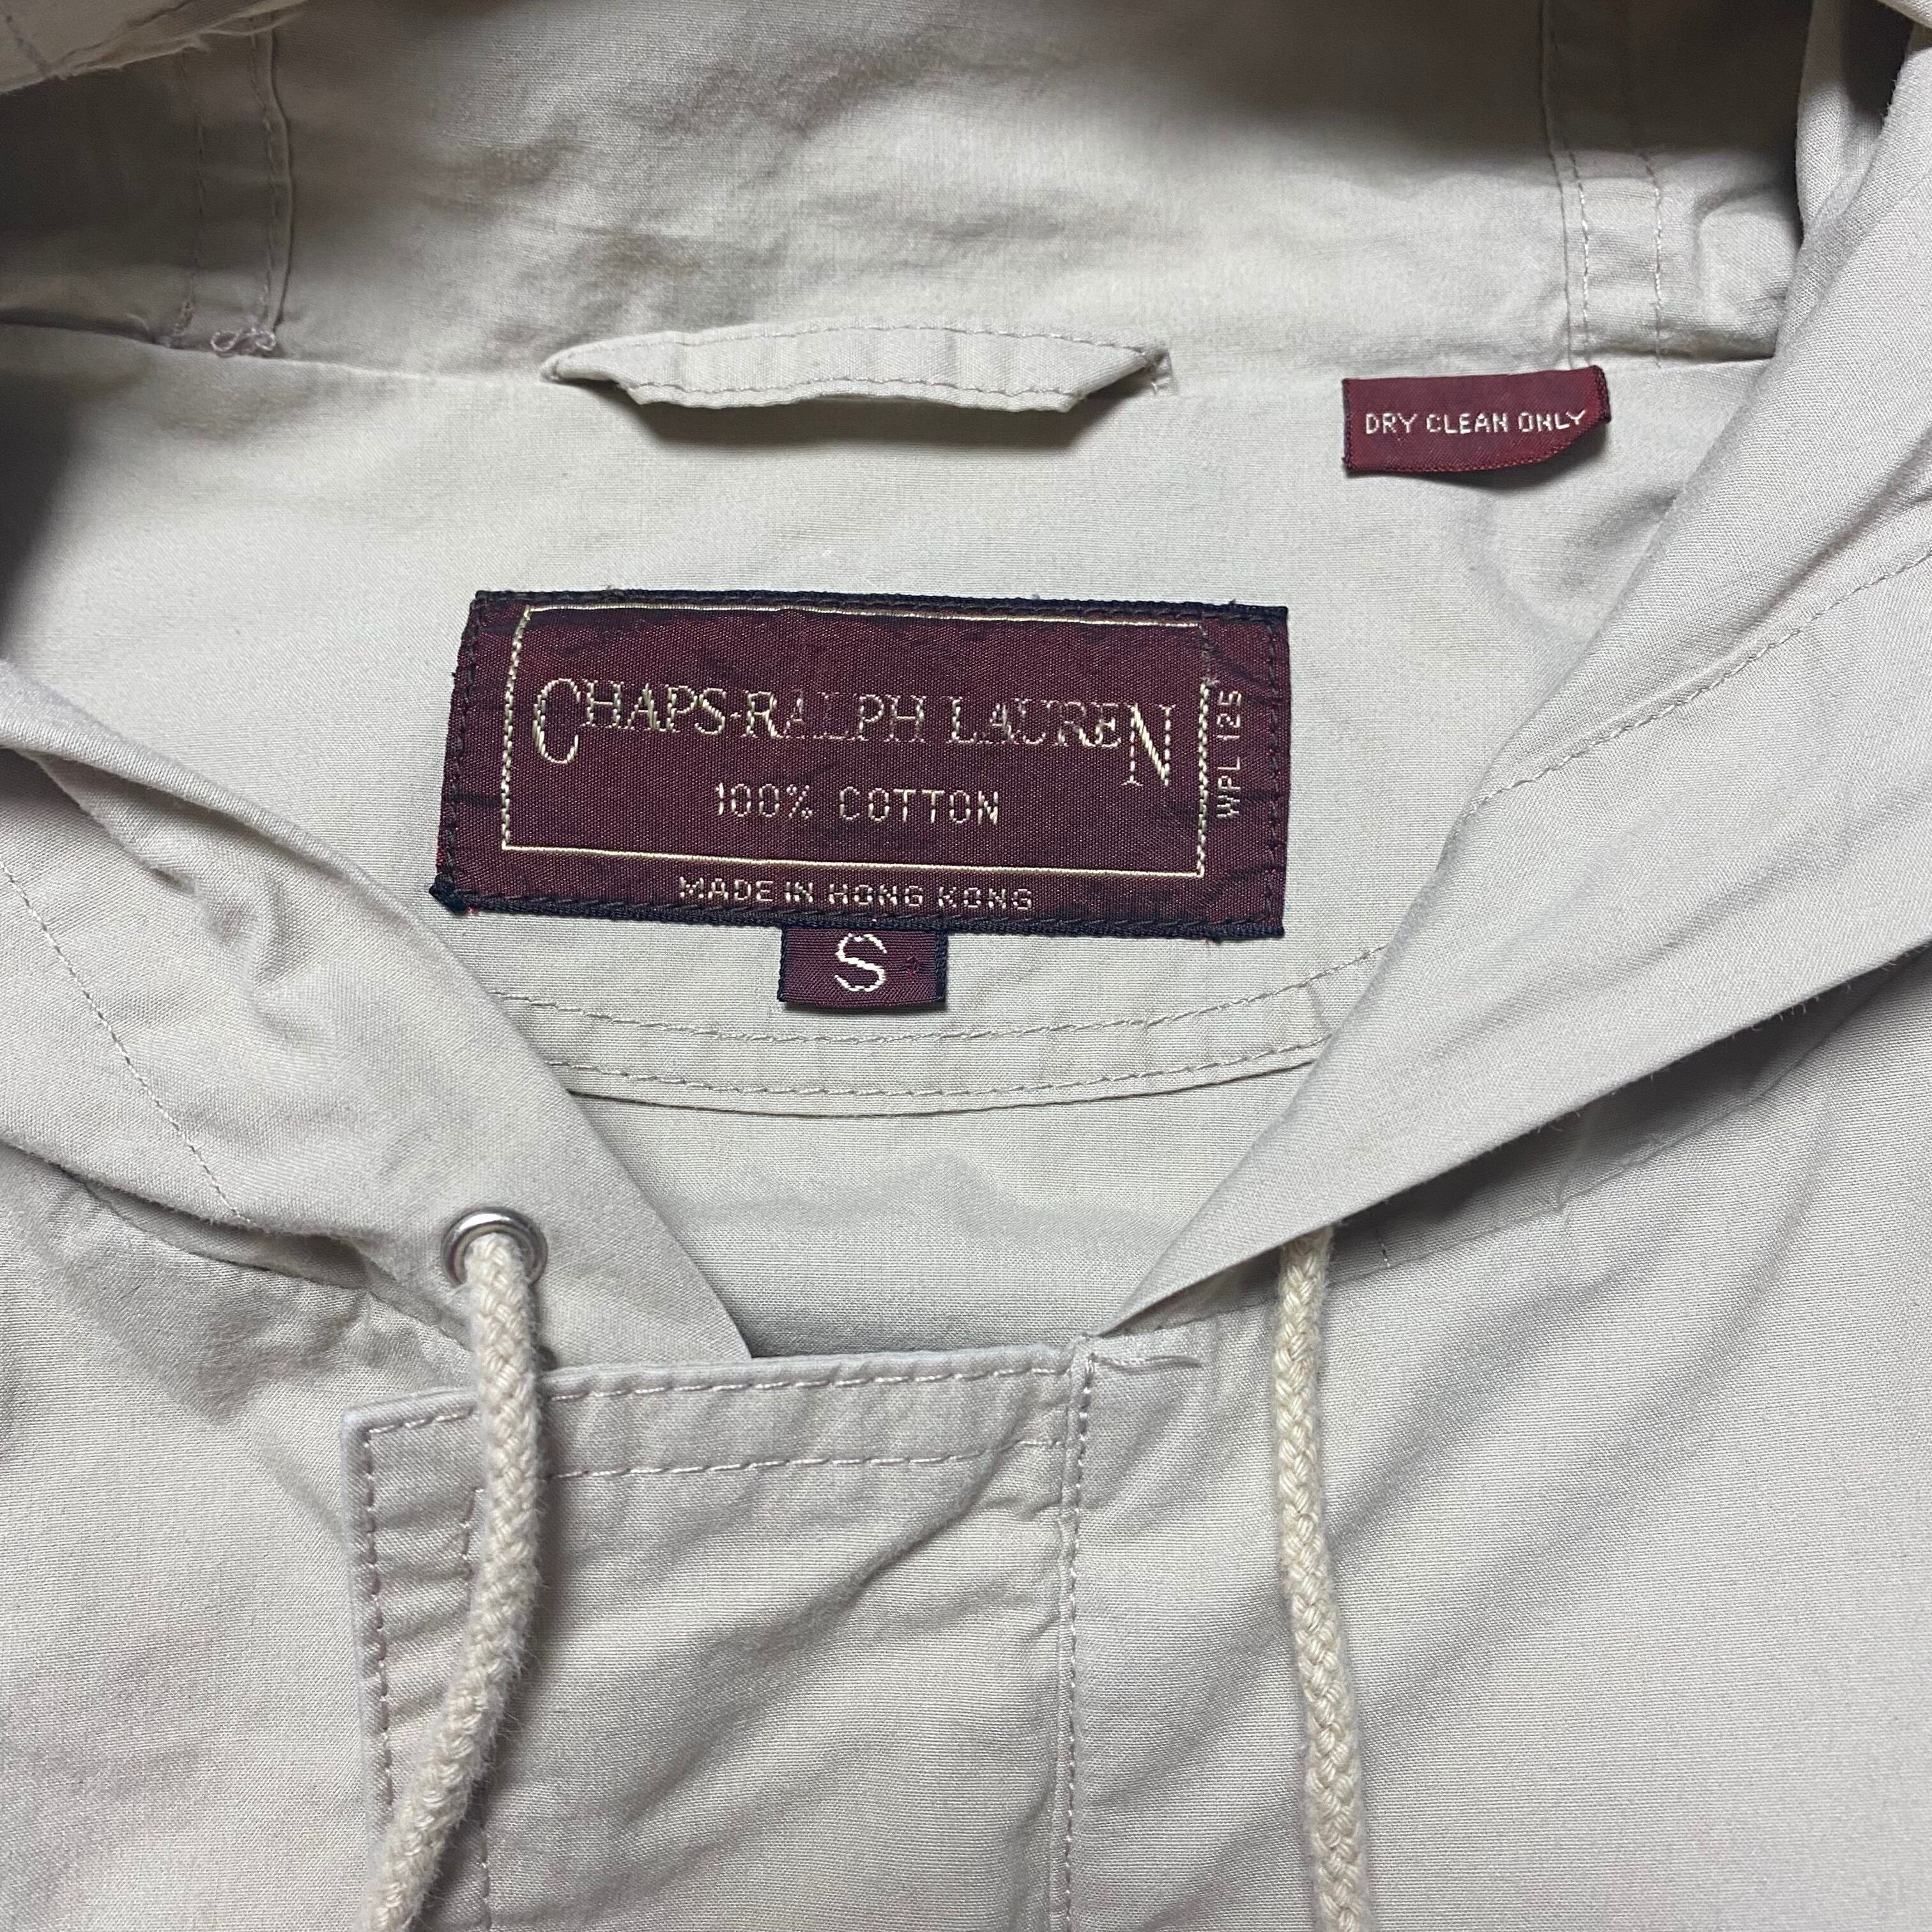 DRY CLEAN ONLY
CHAPS-RALPH LAUREN
100% COTTON
WPL 125
MADE IN HONG KONG
S